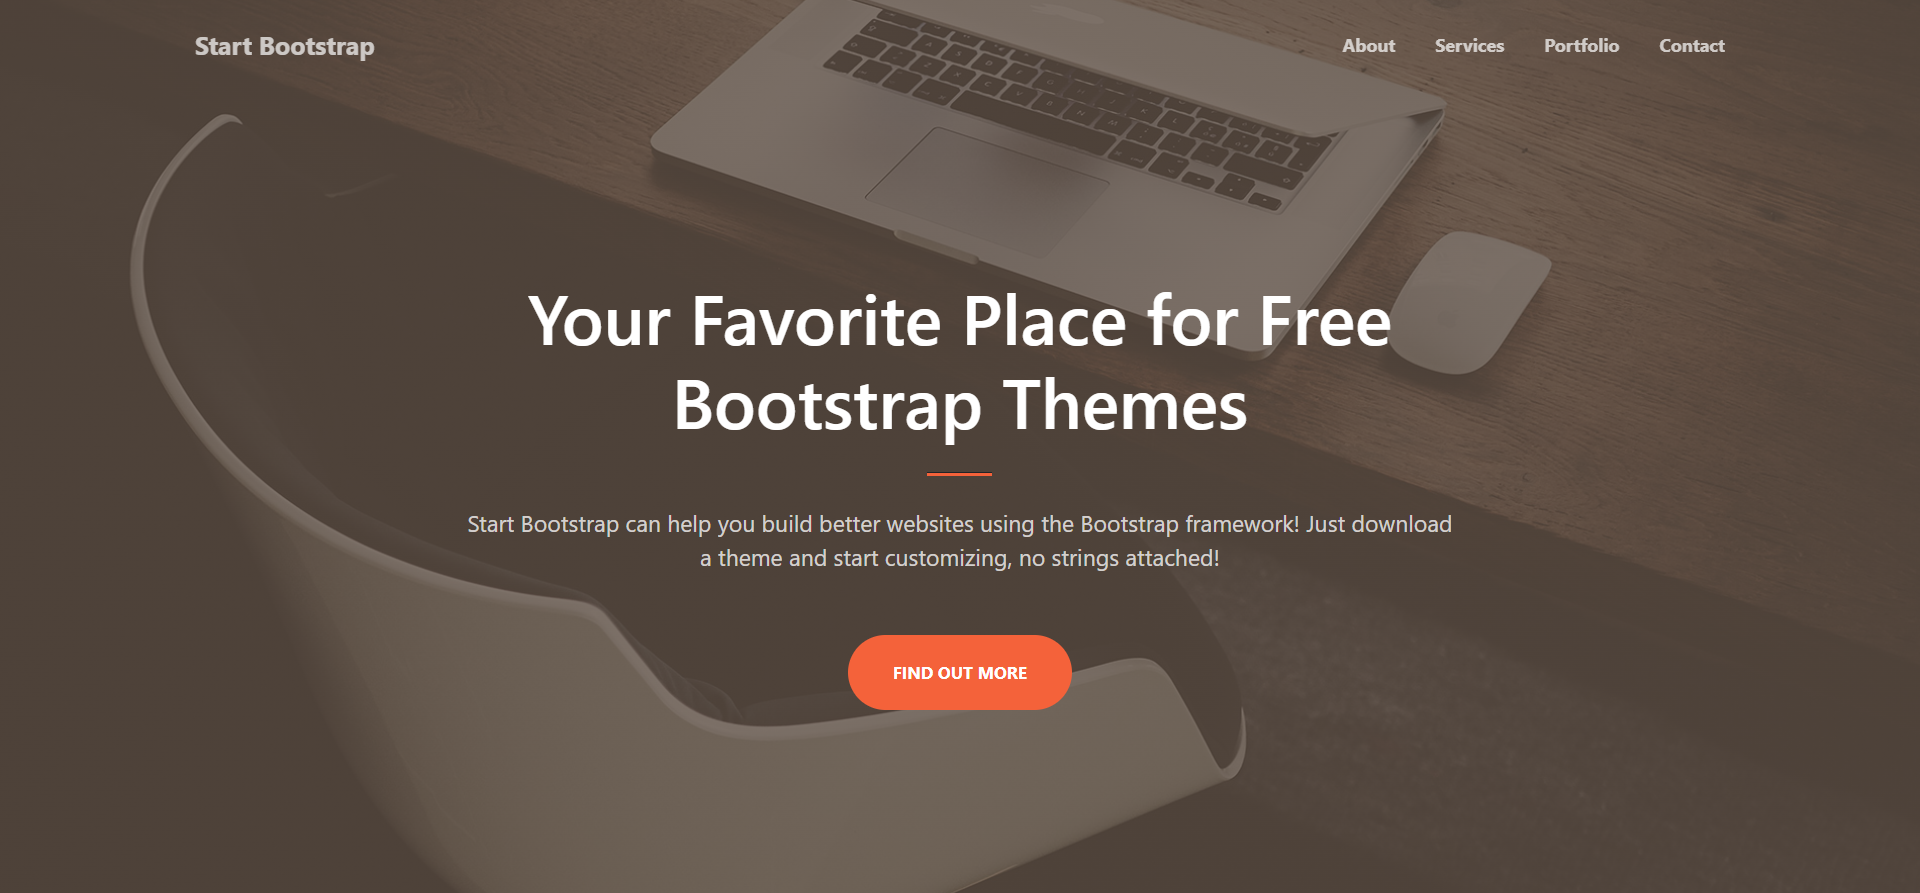 Start Bootstrap
About Services Portfolio Contact
Your Favorite Place for Free
Bootstrap Themes
Start Bootstrap can help you build better websites using the Bootstrap framework! Just download
a theme and start customizing, no strings attached!
FIND OUT MORE